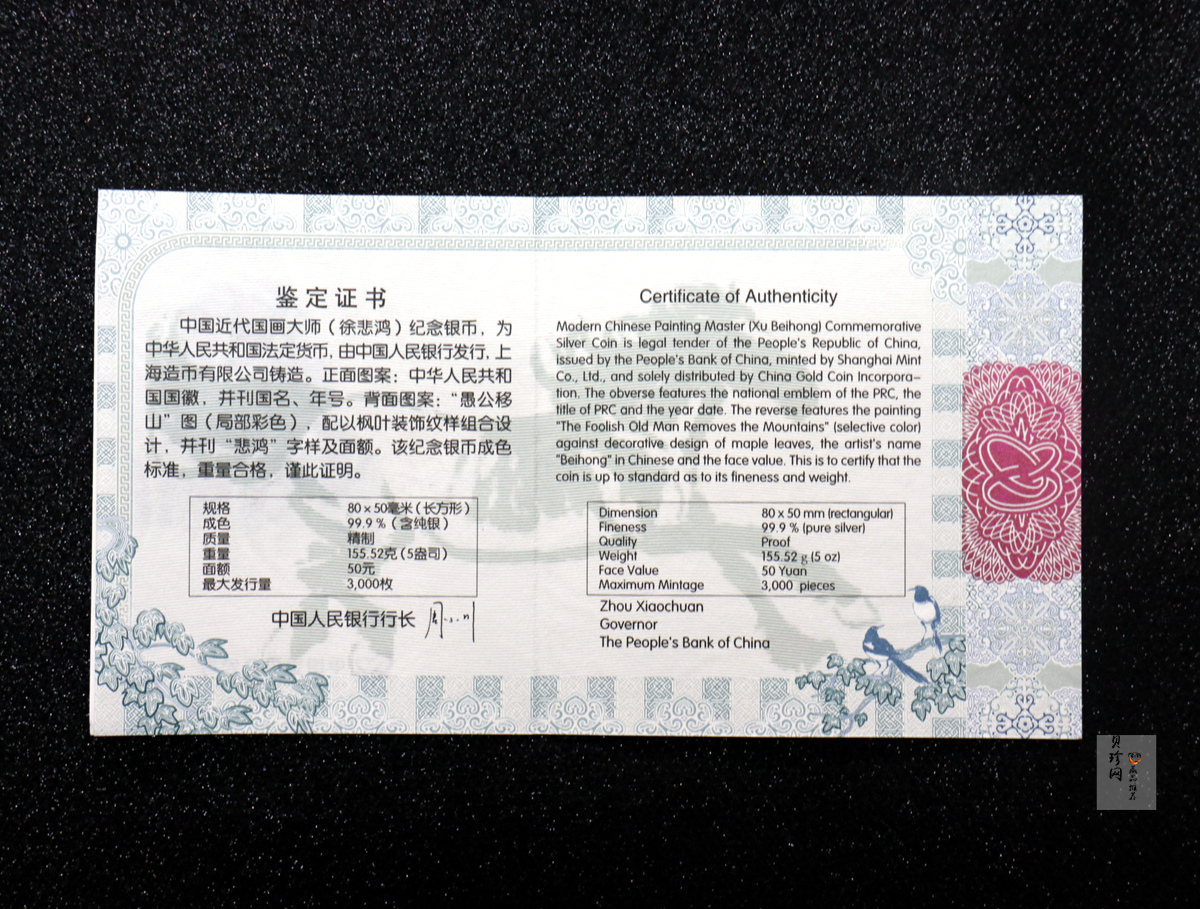 鉴定证书
中国近代国画大师（徐悲鸿）纪念银币，为
中华人民共和国法定货币，由中国人民银行发行，上
海造币有限公司铸造。正面图案：中华人民共和
国国徽，并刊国名、年号。背面图案：“愚公移
山”图（局部彩色），配以枫叶装饰纹样组合设
计，并刊“悲鸿”字样及面额。该纪念银币成色
标准，重量合格，谨此证明。
规格 80×50毫米（长方形）
成色 99.9％（含纯银）
质量 精制
重量 155.52克（5盎司）
面额 50元
最大发行量 3,000枚
中国人民银行行长
Certificate of Authenticity
Modern Chinese Painting Master (Xu Beihong) Commemorative
Silver Coin is legal tender of the People's Republic of China,
issued by the People's Bank of China, minted by Shanghai Mint
Co., Ltd., and solely distributed by China Gold Coin Incorpora-
tion. The obverse features the national emblem of the PRC, the
title of PRC and the year date. The reverse features the painting
"The Foolish Old Man Removes the Mountains" (selective color)
against decorative design of maple leaves, the artist's name
"Beihong" in Chinese and the face value. This is to certify that the
coin is up to standard as to its fineness and weight.
Dimension 80 x 50 mm (rectangular)
Fineness 99.9 % (pure silver)
Quality Proof
Weight 155.52 g (5 oz)
Face Value 50 Yuan
Maximum Mintage 3,000 pieces
Zhou Xiaochuan
Governor
The People's Bank of China
贝珍网